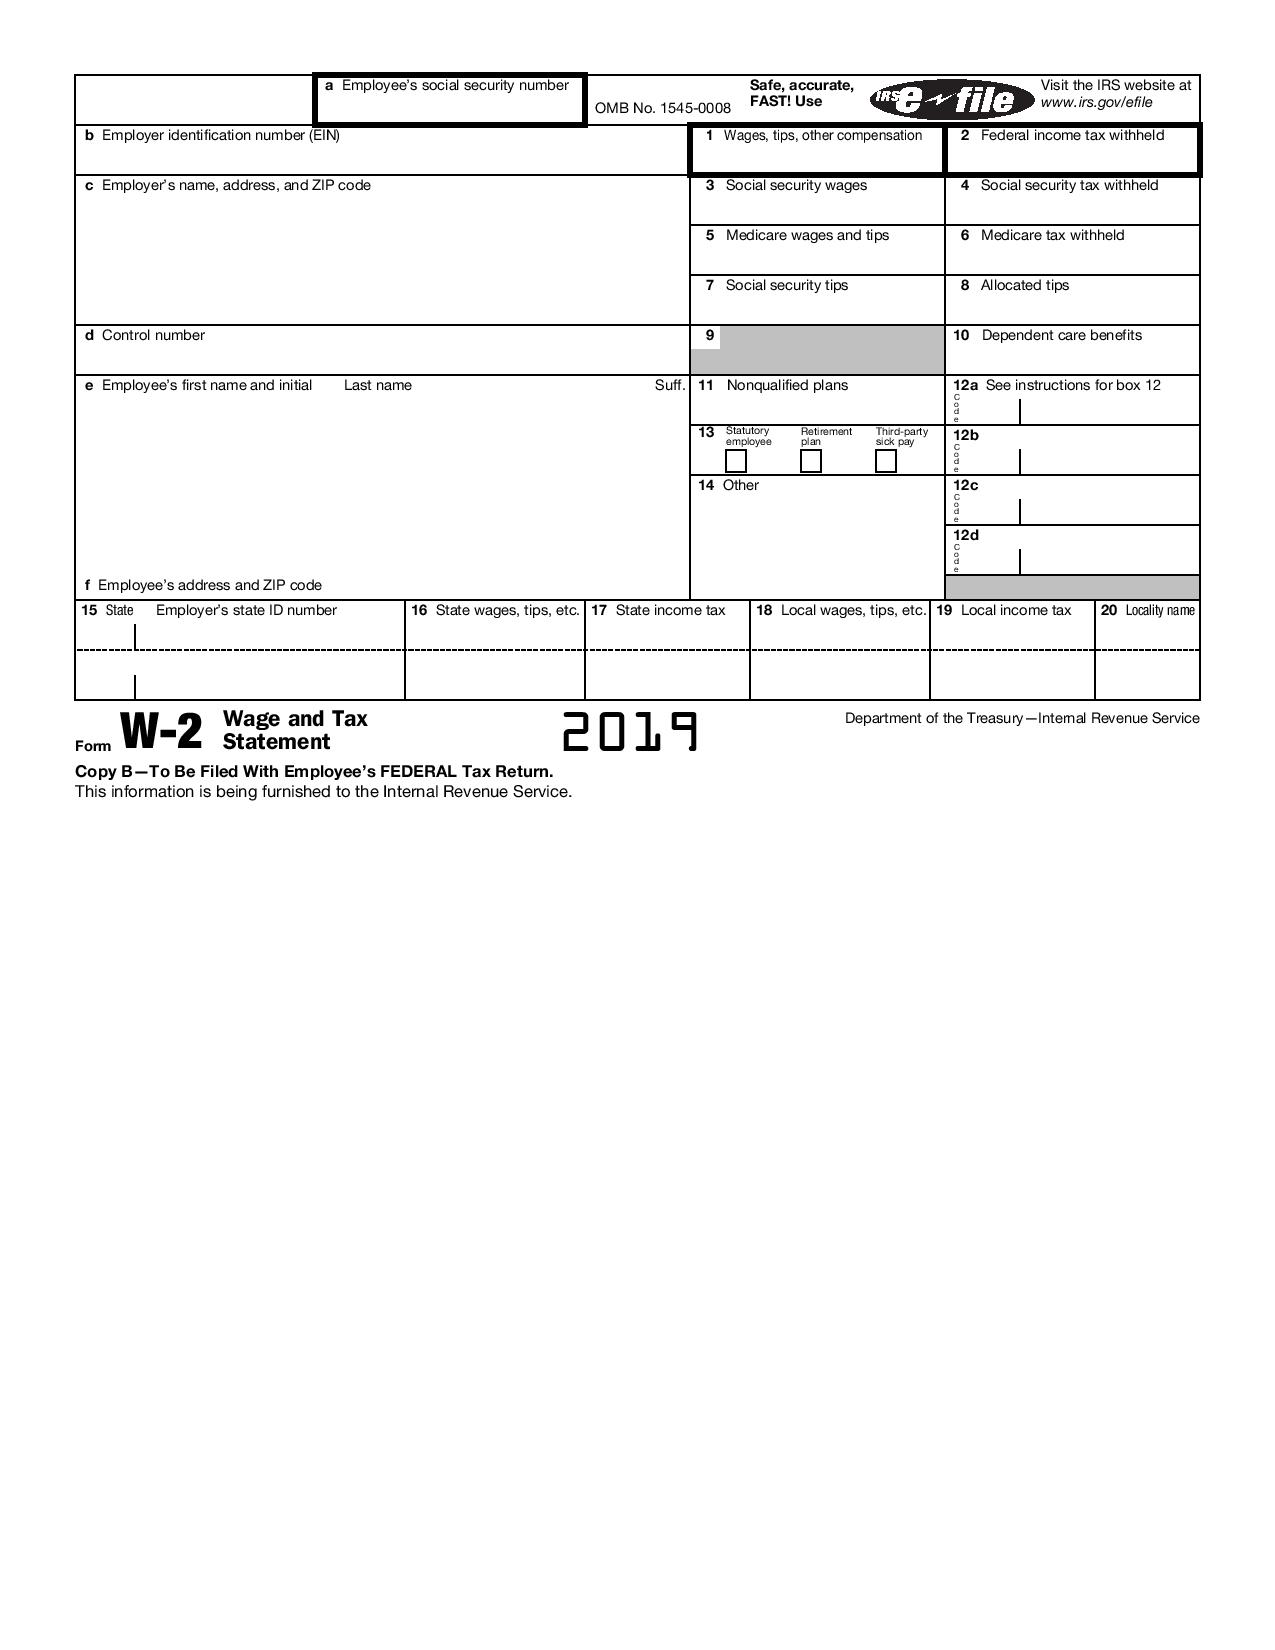 a Employee's social security number
OMB No. 1545-0008
Safe, accurate,
FAST! Use
IRS e file
Visit the IRS website at
www.irs.gov/efile
b Employer identification number (EIN)
1 Wages, tips, other compensation
2 Federal income tax withheld
c Employer's name, address, and ZIP code
3 Social security wages
4 Social security tax withheld
5 Medicare wages and tips
6 Medicare tax withheld
7 Social security tips
8 Allocated tips
d Control number
9
10 Dependent care benefits
e Employee's first name and initial Last name Suff.
11 Nonqualified plans
12a See instructions for box 12
Code
13 Statutory employee Retirement plan Third-party sick pay
12b
Code
14 Other
12c
Code
12d
Code
f Employee's address and ZIP code
15 State Employer's state ID number
16 State wages, tips, etc.
17 State income tax
18 Local wages, tips, etc.
19 Local income tax
20 Locality name
Form W-2 Wage and Tax
Statement
2019
Department of the Treasury—Internal Revenue Service
Copy B—To Be Filed With Employee's FEDERAL Tax Return.
This information is being furnished to the Internal Revenue Service.